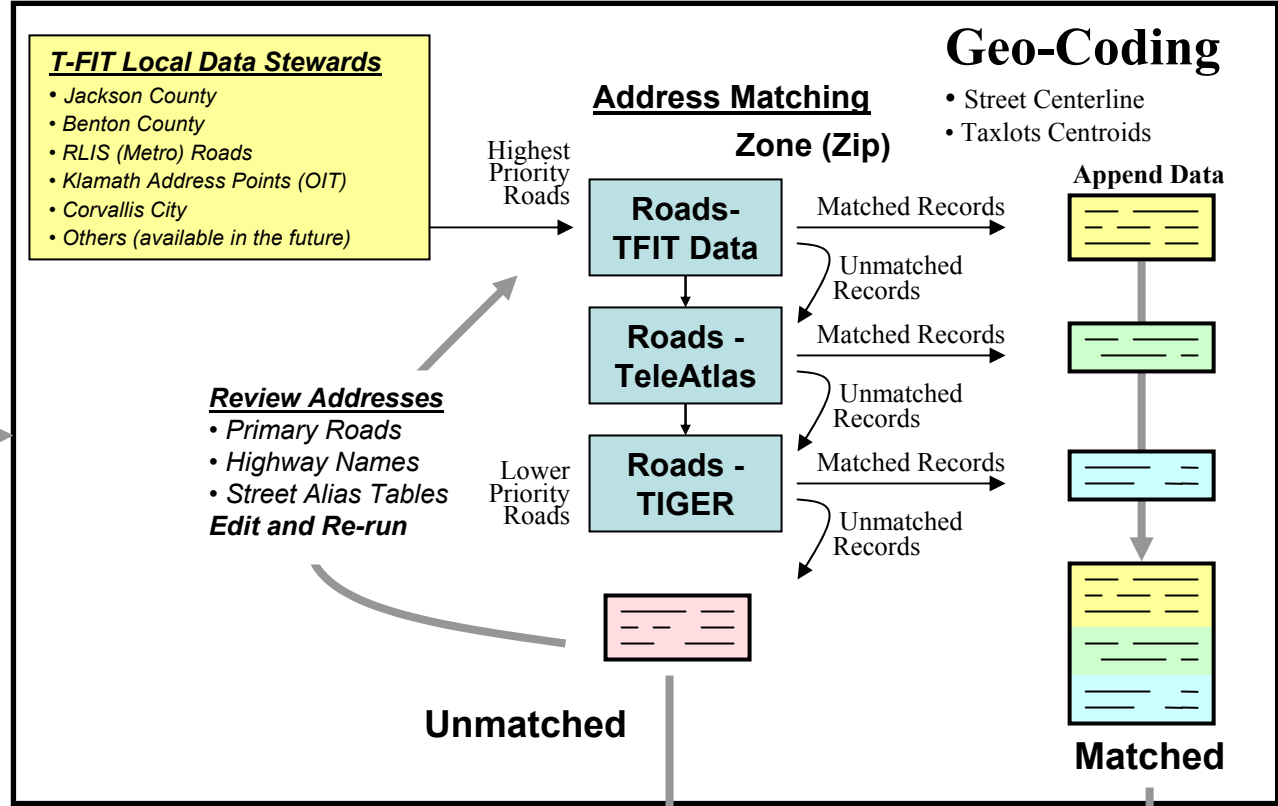 T-FIT Local Data Stewards
• Jackson County
• Benton County
• RLIS (Metro) Roads
• Klamath Address Points (OIT)
• Corvallis City
• Others (available in the future)
Geo-Coding
• Street Centerline
• Taxlots Centroids
Address Matching
Zone (Zip)
Highest
Priority
Roads
Roads-
TFIT Data
Matched Records
Unmatched
Records
Append Data
Roads -
TeleAtlas
Matched Records
Unmatched
Records
Lower
Priority
Roads
Roads -
TIGER
Matched Records
Unmatched
Records
Review Addresses
• Primary Roads
• Highway Names
• Street Alias Tables
Edit and Re-run
Unmatched
Matched